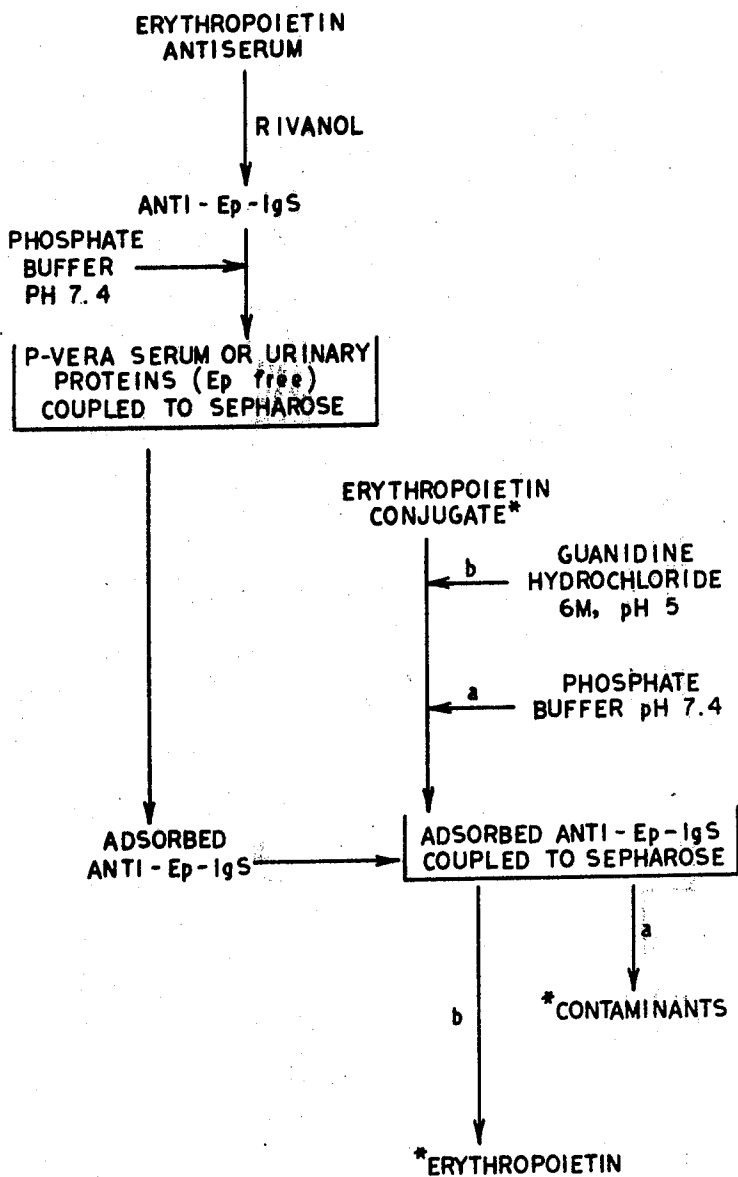 ERYTHROPOIETIN
ANTISERUM
RIVANOL
ANTI-Ep-IgS
PHOSPHATE
BUFFER
PH 7.4
P-VERA SERUM OR URINARY
PROTEINS (Ep free)
COUPLED TO SEPHAROSE
ERYTHROPOIETIN
CONJUGATE*
b
GUANIDINE
HYDROCHLORIDE
6M, pH 5
a
PHOSPHATE
BUFFER pH 7.4
ADSORBED
ANTI-Ep-IgS
ADSORBED ANTI-Ep-IgS
COUPLED TO SEPHAROSE
a
*CONTAMINANTS
b
*ERYTHROPOIETIN